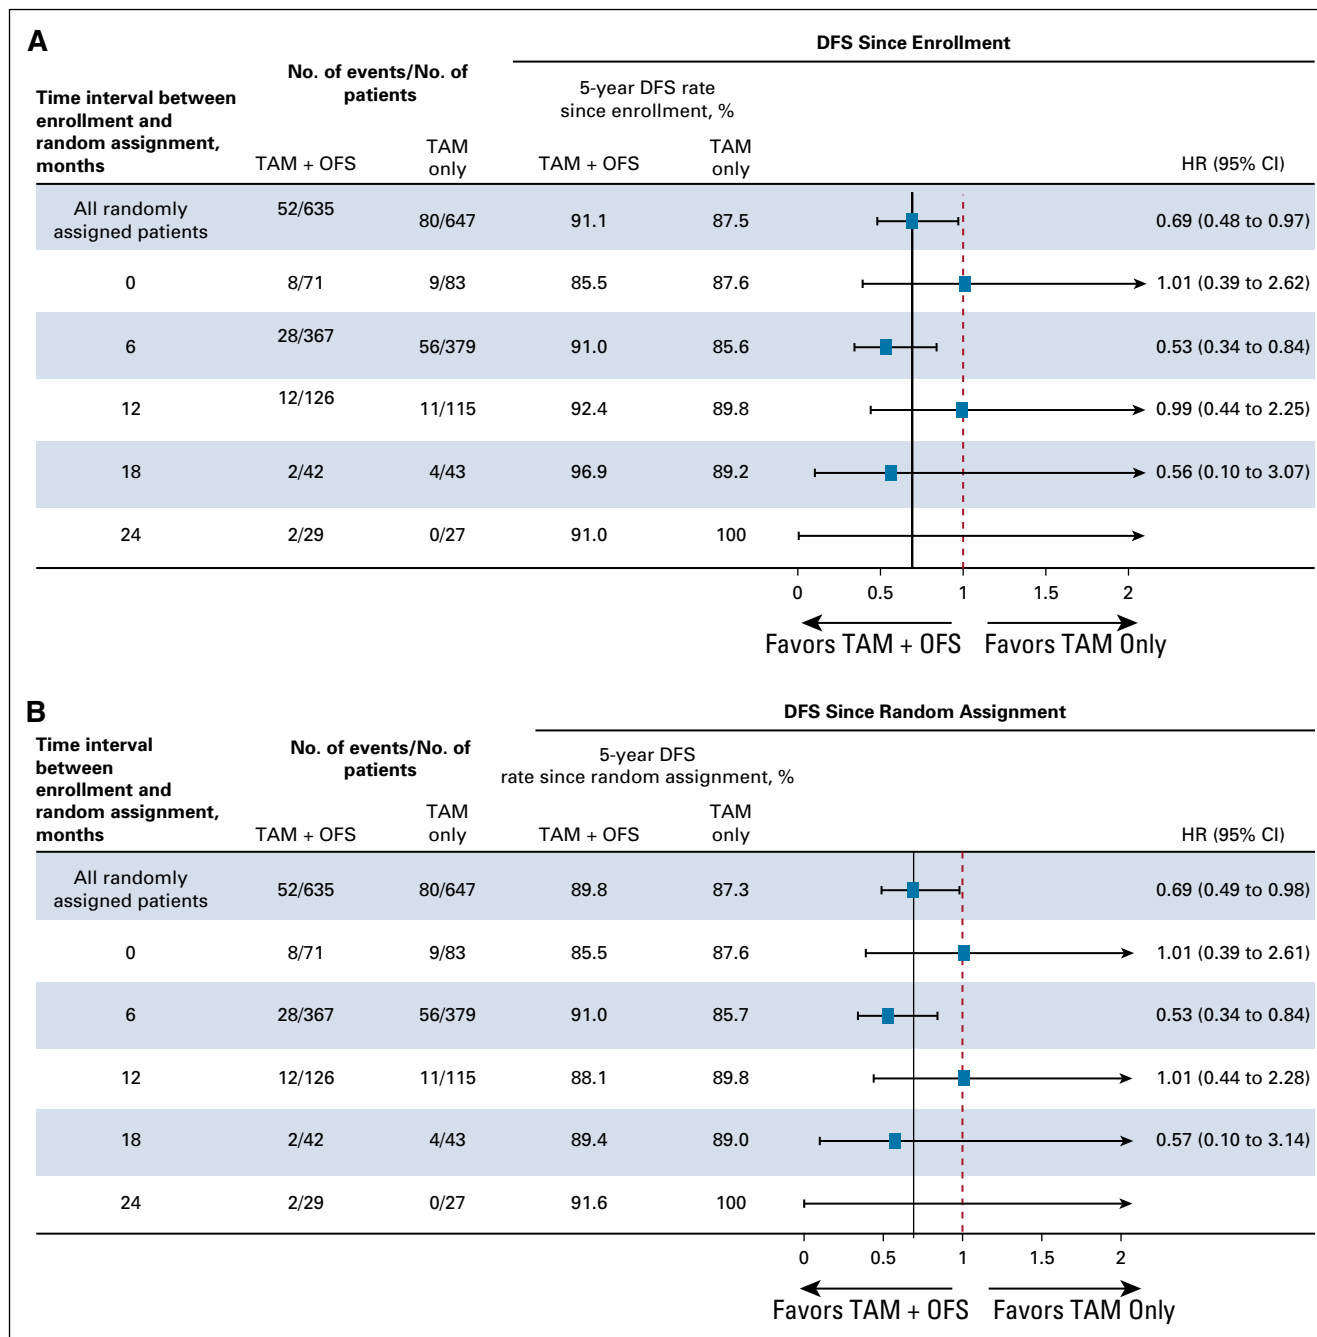 A
DFS Since Enrollment
No. of events/No. of
patients
5-year DFS rate
since enrollment, %
Time interval between
enrollment and
random assignment,
months
TAM + OFS
TAM
only
TAM + OFS
TAM
only
HR (95% CI)
All randomly
assigned patients
52/635 80/647 91.1 87.5 0.69 (0.48 to 0.97)
0 8/71 9/83 85.5 87.6 1.01 (0.39 to 2.62)
6 28/367 56/379 91.0 85.6 0.53 (0.34 to 0.84)
12 12/126 11/115 92.4 89.8 0.99 (0.44 to 2.25)
18 2/42 4/43 96.9 89.2 0.56 (0.10 to 3.07)
24 2/29 0/27 91.0 100
0 0.5 1 1.5 2
Favors TAM + OFS Favors TAM Only
B
DFS Since Random Assignment
Time interval
between
enrollment and
random assignment,
months
No. of events/No. of
patients
5-year DFS
rate since random assignment, %
TAM + OFS
TAM
only
TAM + OFS
TAM
only
HR (95% CI)
All randomly
assigned patients
52/635 80/647 89.8 87.3 0.69 (0.49 to 0.98)
0 8/71 9/83 85.5 87.6 1.01 (0.39 to 2.61)
6 28/367 56/379 91.0 85.7 0.53 (0.34 to 0.84)
12 12/126 11/115 88.1 89.8 1.01 (0.44 to 2.28)
18 2/42 4/43 89.4 89.0 0.57 (0.10 to 3.14)
24 2/29 0/27 91.6 100
0 0.5 1 1.5 2
Favors TAM + OFS Favors TAM Only